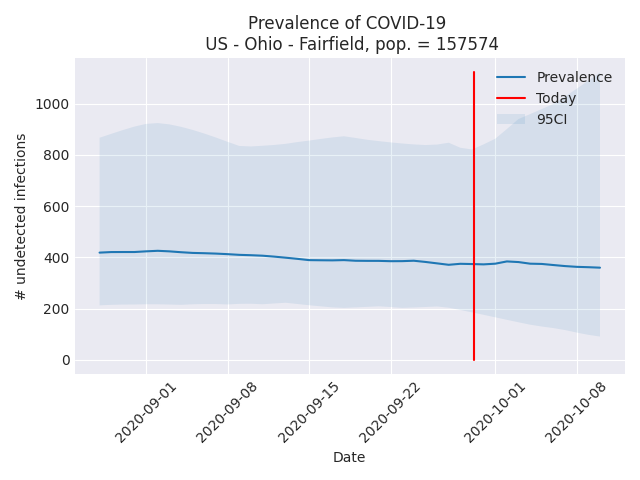 Prevalence of COVID-19
US - Ohio - Fairfield, pop. = 157574
Prevalence
Today
95CI
# undetected infections
1000
800
600
400
200
0
2020-09-01
2020-09-08
2020-09-15
2020-09-22
2020-10-01
2020-10-08
Date